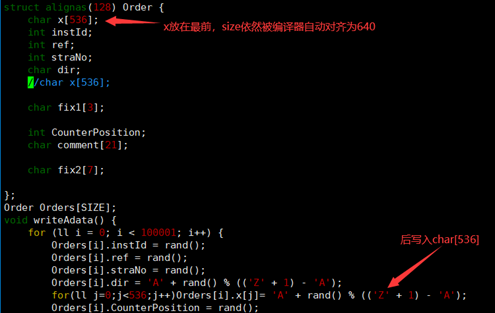 struct alignas(128) Order {
char x[536];
x放在最前，size依然被编译器自动对齐为640
int instId;
int ref;
int straNo;
char dir;
//char x[536];
char fix1[3];
int CounterPosition;
char comment[21];
char fix2[7];
};
Order Orders[SIZE];
void writeAdata() {
后写入char[536]
for (ll i = 0; i < 100001; i++) {
Orders[i].instId = rand();
Orders[i].ref = rand();
Orders[i].straNo = rand();
Orders[i].dir = 'A' + rand() % (('Z' + 1) - 'A');
for(ll j=0;j<536;j++)Orders[i].x[j]= 'A' + rand() % (('Z' + 1) - 'A');
Orders[i].CounterPosition = rand();